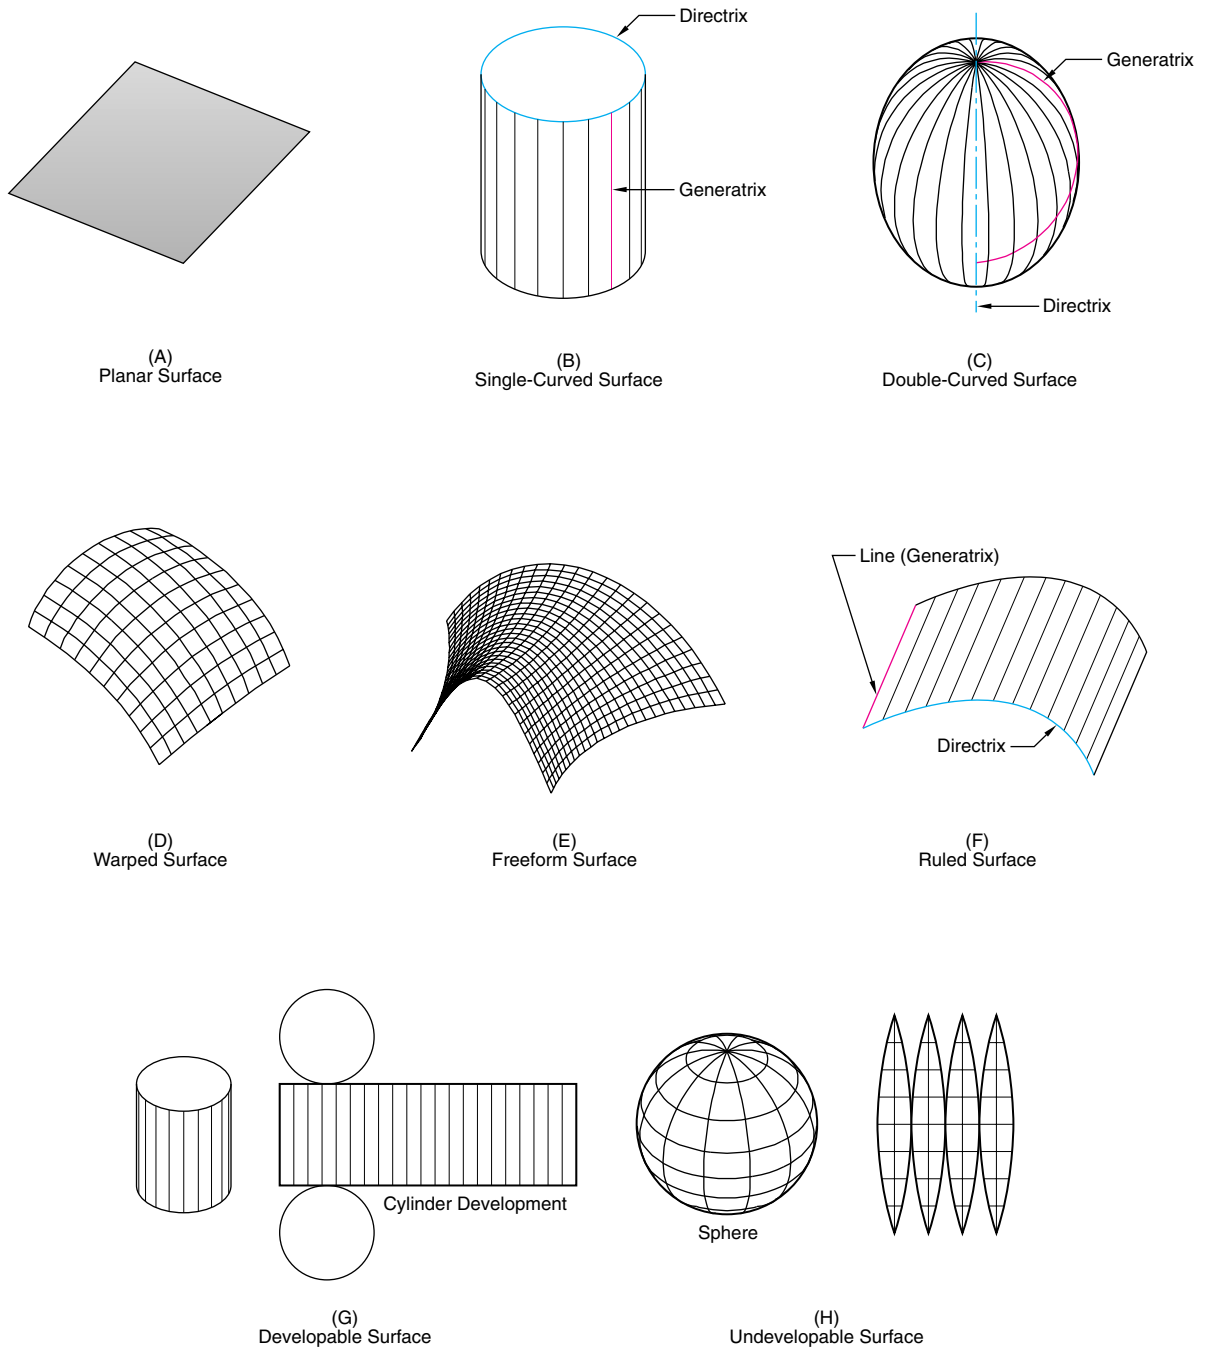 Directrix
Generatrix
Generatrix
Directrix
(A)
Planar Surface
(B)
Single-Curved Surface
(C)
Double-Curved Surface
Line (Generatrix)
Directrix
(D)
Warped Surface
(E)
Freeform Surface
(F)
Ruled Surface
Cylinder Development
Sphere
(G)
Developable Surface
(H)
Undevelopable Surface